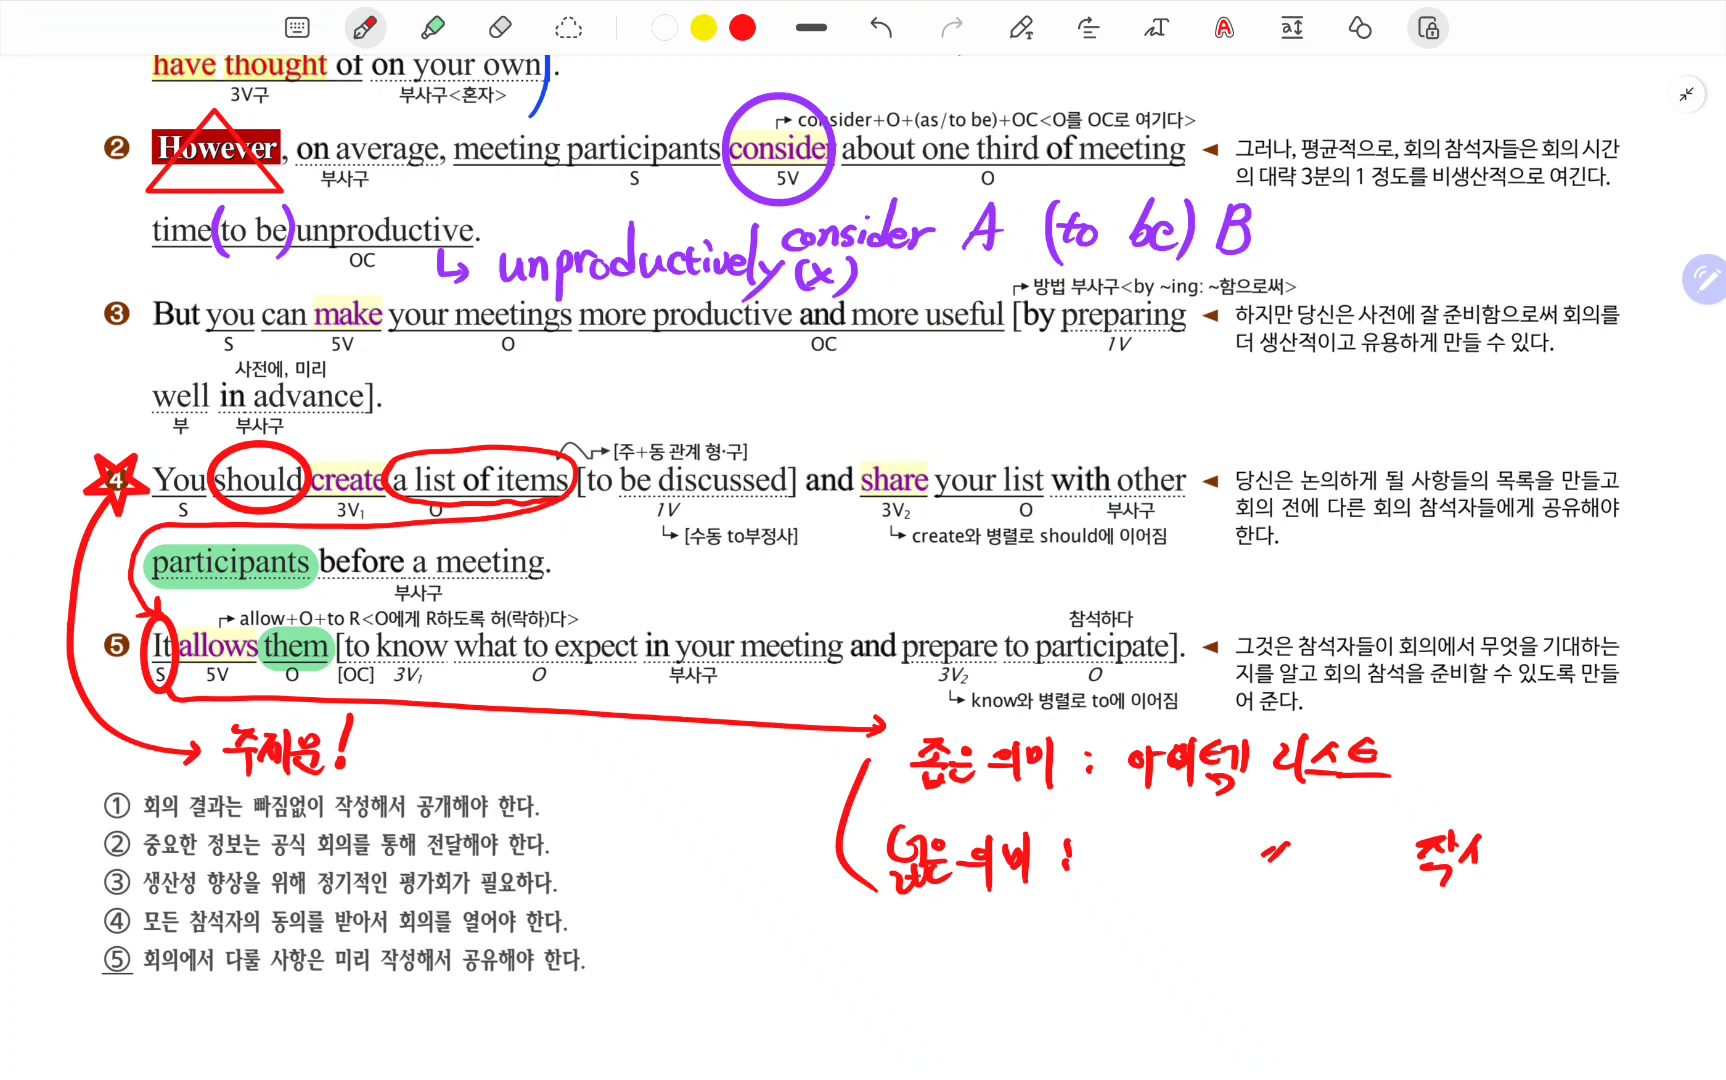 have thought of on your own].
3V구 부사구<혼자>
consider+O+(as/to be)+OC<O를 OC로 여기다>
❷ However, on average, meeting participants consider about one third of meeting ◄ 그러나, 평균적으로, 회의 참석자들은 회의 시간
부사구 S 5V O 의 대략 3분의 1 정도를 비생산적으로 여긴다.
time (to be) unproductive. consider A (to be) B
OC ↳ unproductively (x)
방법 부사구<by ~ing: ~함으로써>
❸ But you can make your meetings more productive and more useful [by preparing ◄ 하지만 당신은 사전에 잘 준비함으로써 회의를
S 5V O OC 1V 더 생산적이고 유용하게 만들 수 있다.
사전에, 미리
well in advance].
부 부사구
[주+동 관계 형·구]
❹ You should create a list of items [to be discussed] and share your list with other ◄ 당신은 논의하게 될 사항들의 목록을 만들고
S 3V₁ O 1V 3V₂ O 부사구 회의 전에 다른 회의 참석자들에게 공유해야
[수동 to부정사] create와 병렬로 should에 이어짐 한다.
participants before a meeting.
부사구
allow+O+to R<O에게 R하도록 허(락하)다> 참석하다
❺ It allows them [to know what to expect in your meeting and prepare to participate]. ◄ 그것은 참석자들이 회의에서 무엇을 기대하는
S 5V O [OC] 3V₁ O 부사구 3V₂ O 지를 알고 회의 참석을 준비할 수 있도록 만들
know와 병렬로 to에 이어짐 어 준다.
주제문!
좁은 의미 : 아이템 리스트
① 회의 결과는 빠짐없이 작성해서 공개해야 한다.
② 중요한 정보는 공식 회의를 통해 전달해야 한다.
넓은 의미 : 〃 작시
③ 생산성 향상을 위해 정기적인 평가회가 필요하다.
④ 모든 참석자의 동의를 받아서 회의를 열어야 한다.
⑤ 회의에서 다룰 사항은 미리 작성해서 공유해야 한다.